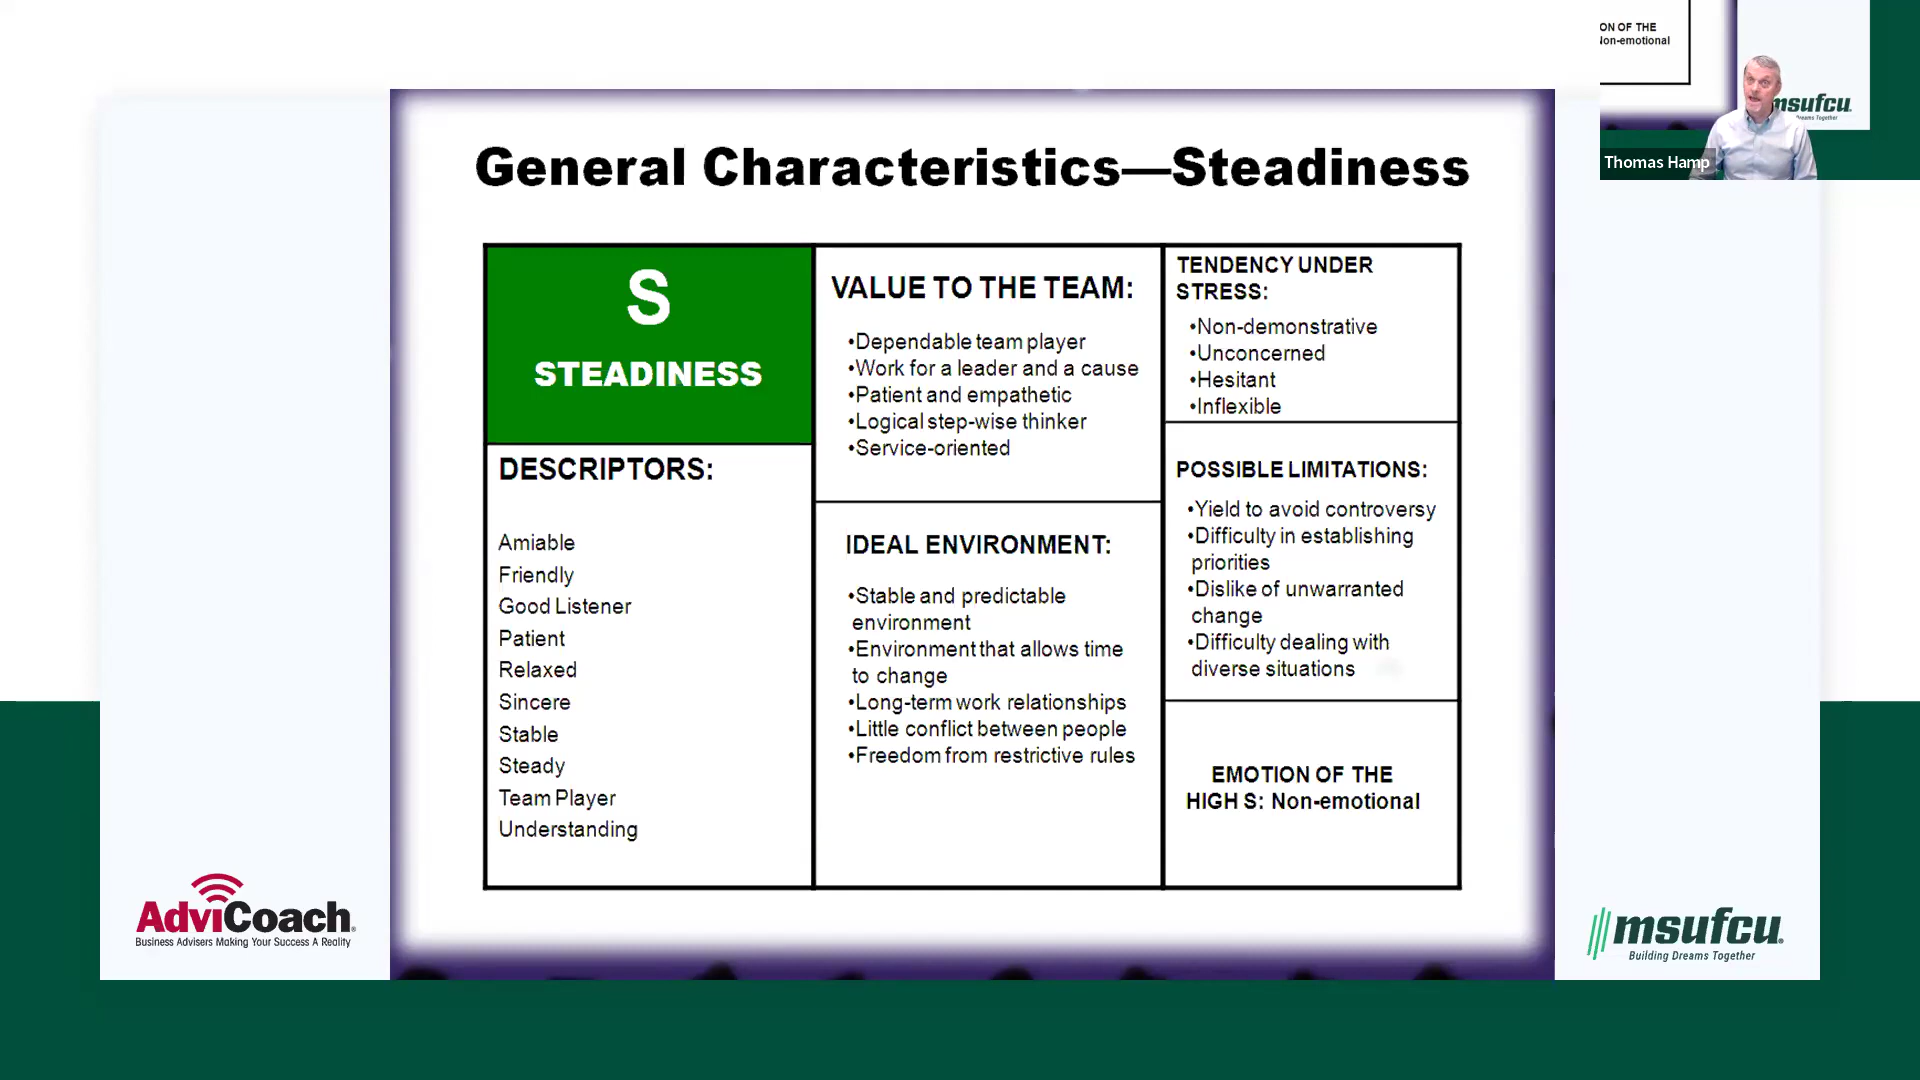 General Characteristics—Steadiness
S
STEADINESS
DESCRIPTORS:
Amiable
Friendly
Good Listener
Patient
Relaxed
Sincere
Stable
Steady
Team Player
Understanding
VALUE TO THE TEAM:
•Dependable team player
•Work for a leader and a cause
•Patient and empathetic
•Logical step-wise thinker
•Service-oriented
IDEAL ENVIRONMENT:
•Stable and predictable
environment
•Environment that allows time
to change
•Long-term work relationships
•Little conflict between people
•Freedom from restrictive rules
TENDENCY UNDER
STRESS:
•Non-demonstrative
•Unconcerned
•Hesitant
•Inflexible
POSSIBLE LIMITATIONS:
•Yield to avoid controversy
•Difficulty in establishing
priorities
•Dislike of unwarranted
change
•Difficulty dealing with
diverse situations
EMOTION OF THE
HIGH S: Non-emotional
ON OF THE
Non-emotional
msufcu
Dreams Together
Thomas Hamp
AdviCoach®
Business Advisers Making Your Success A Reality
msufcu®
Building Dreams Together